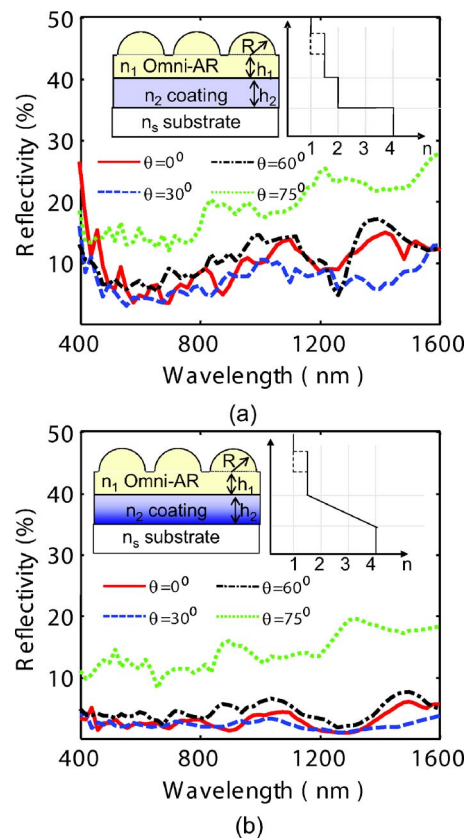 (a)
50
40
30
20
10
Reflectivity (%)
R
n₁ Omni-AR
h₁
n₂ coating
h₂
nₛ substrate
1 2 3 4 n
θ=0⁰
θ=60⁰
θ=30⁰
θ=75⁰
400 800 1200 1600
Wavelength ( nm )
(a)
50
40
30
20
10
Reflectivity (%)
R
n₁ Omni-AR
h₁
n₂ coating
h₂
nₛ substrate
1 2 3 4 n
θ=0⁰
θ=60⁰
θ=30⁰
θ=75⁰
400 800 1200 1600
Wavelength ( nm )
(b)